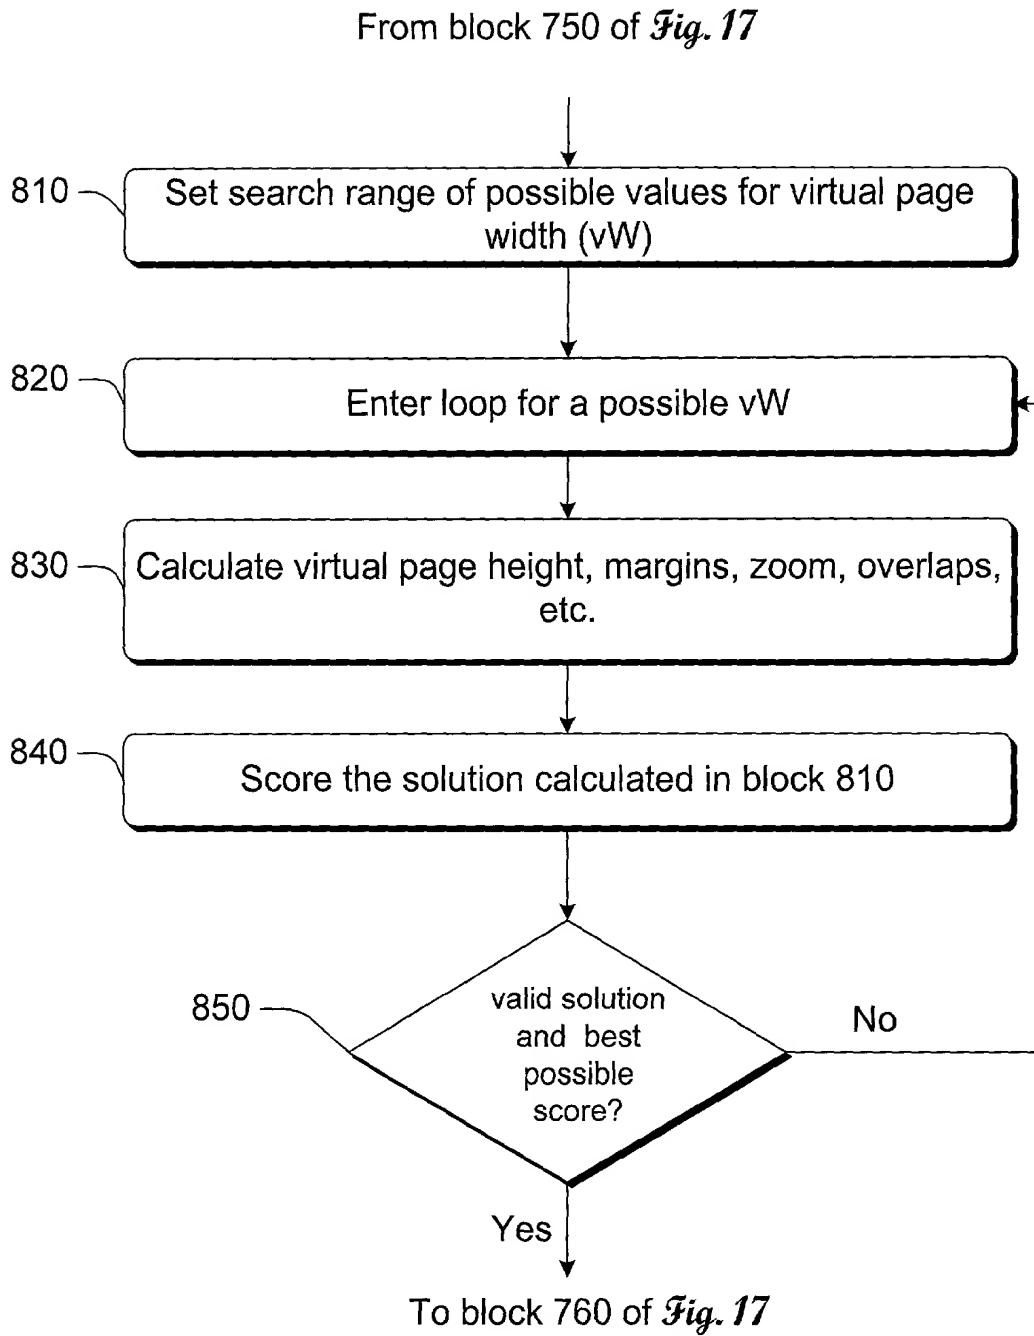 From block 750 of Fig. 17
810
Set search range of possible values for virtual page
width (vW)
820
Enter loop for a possible vW
830
Calculate virtual page height, margins, zoom, overlaps,
etc.
840
Score the solution calculated in block 810
850
valid solution
and best
possible
score?
No
Yes
To block 760 of Fig. 17